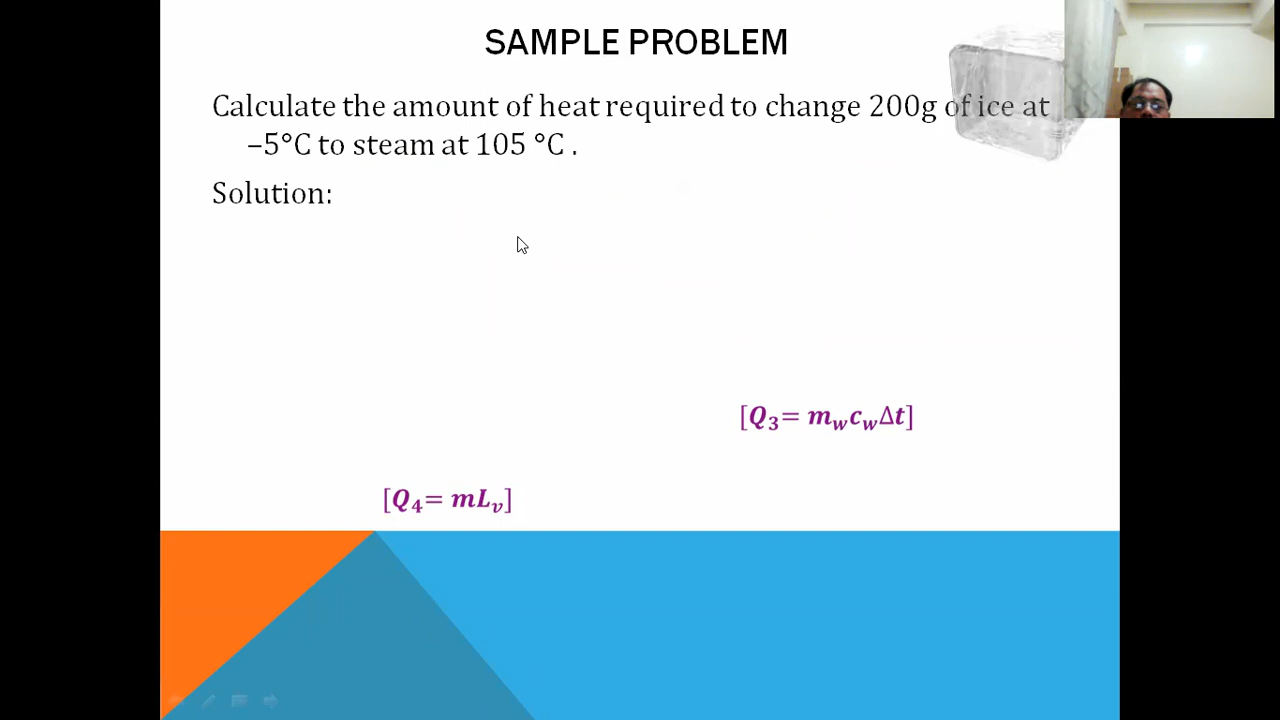 SAMPLE PROBLEM
Calculate the amount of heat required to change 200g of ice at
–5°C to steam at 105 °C .
Solution:
[Q₃= m_w c_w Δt]
[Q₄= mL_v]